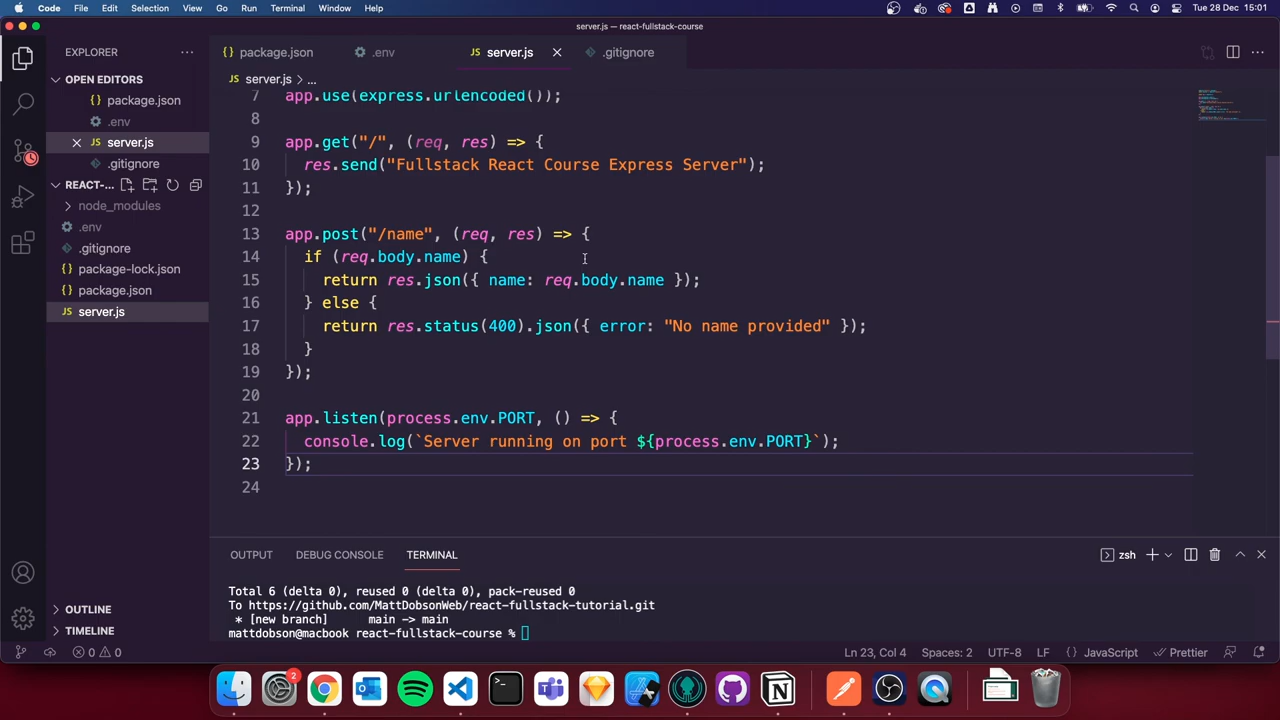 Code File Edit Selection View Go Run Terminal Window Help Tue 28 Dec 15:01
server.js — react-fullstack-course
EXPLORER
package.json .env JS server.js .gitignore
OPEN EDITORS
JS server.js > ...
package.json
.env
JS server.js
.gitignore
REACT-...
node_modules
.env
.gitignore
package-lock.json
package.json
JS server.js
OUTLINE
TIMELINE
7 app.use(express.urlencoded());
8
9 app.get("/", (req, res) => {
10 res.send("Fullstack React Course Express Server");
11 });
12
13 app.post("/name", (req, res) => {
14 if (req.body.name) {
15 return res.json({ name: req.body.name });
16 } else {
17 return res.status(400).json({ error: "No name provided" });
18 }
19 });
20
21 app.listen(process.env.PORT, () => {
22 console.log(`Server running on port ${process.env.PORT}`);
23 });
24
OUTPUT DEBUG CONSOLE TERMINAL zsh
Total 6 (delta 0), reused 0 (delta 0), pack-reused 0
To https://github.com/MattDobsonWeb/react-fullstack-tutorial.git
* [new branch] main -> main
mattdobson@macbook react-fullstack-course %
0 0 Ln 23, Col 4 Spaces: 2 UTF-8 LF {} JavaScript Prettier
2